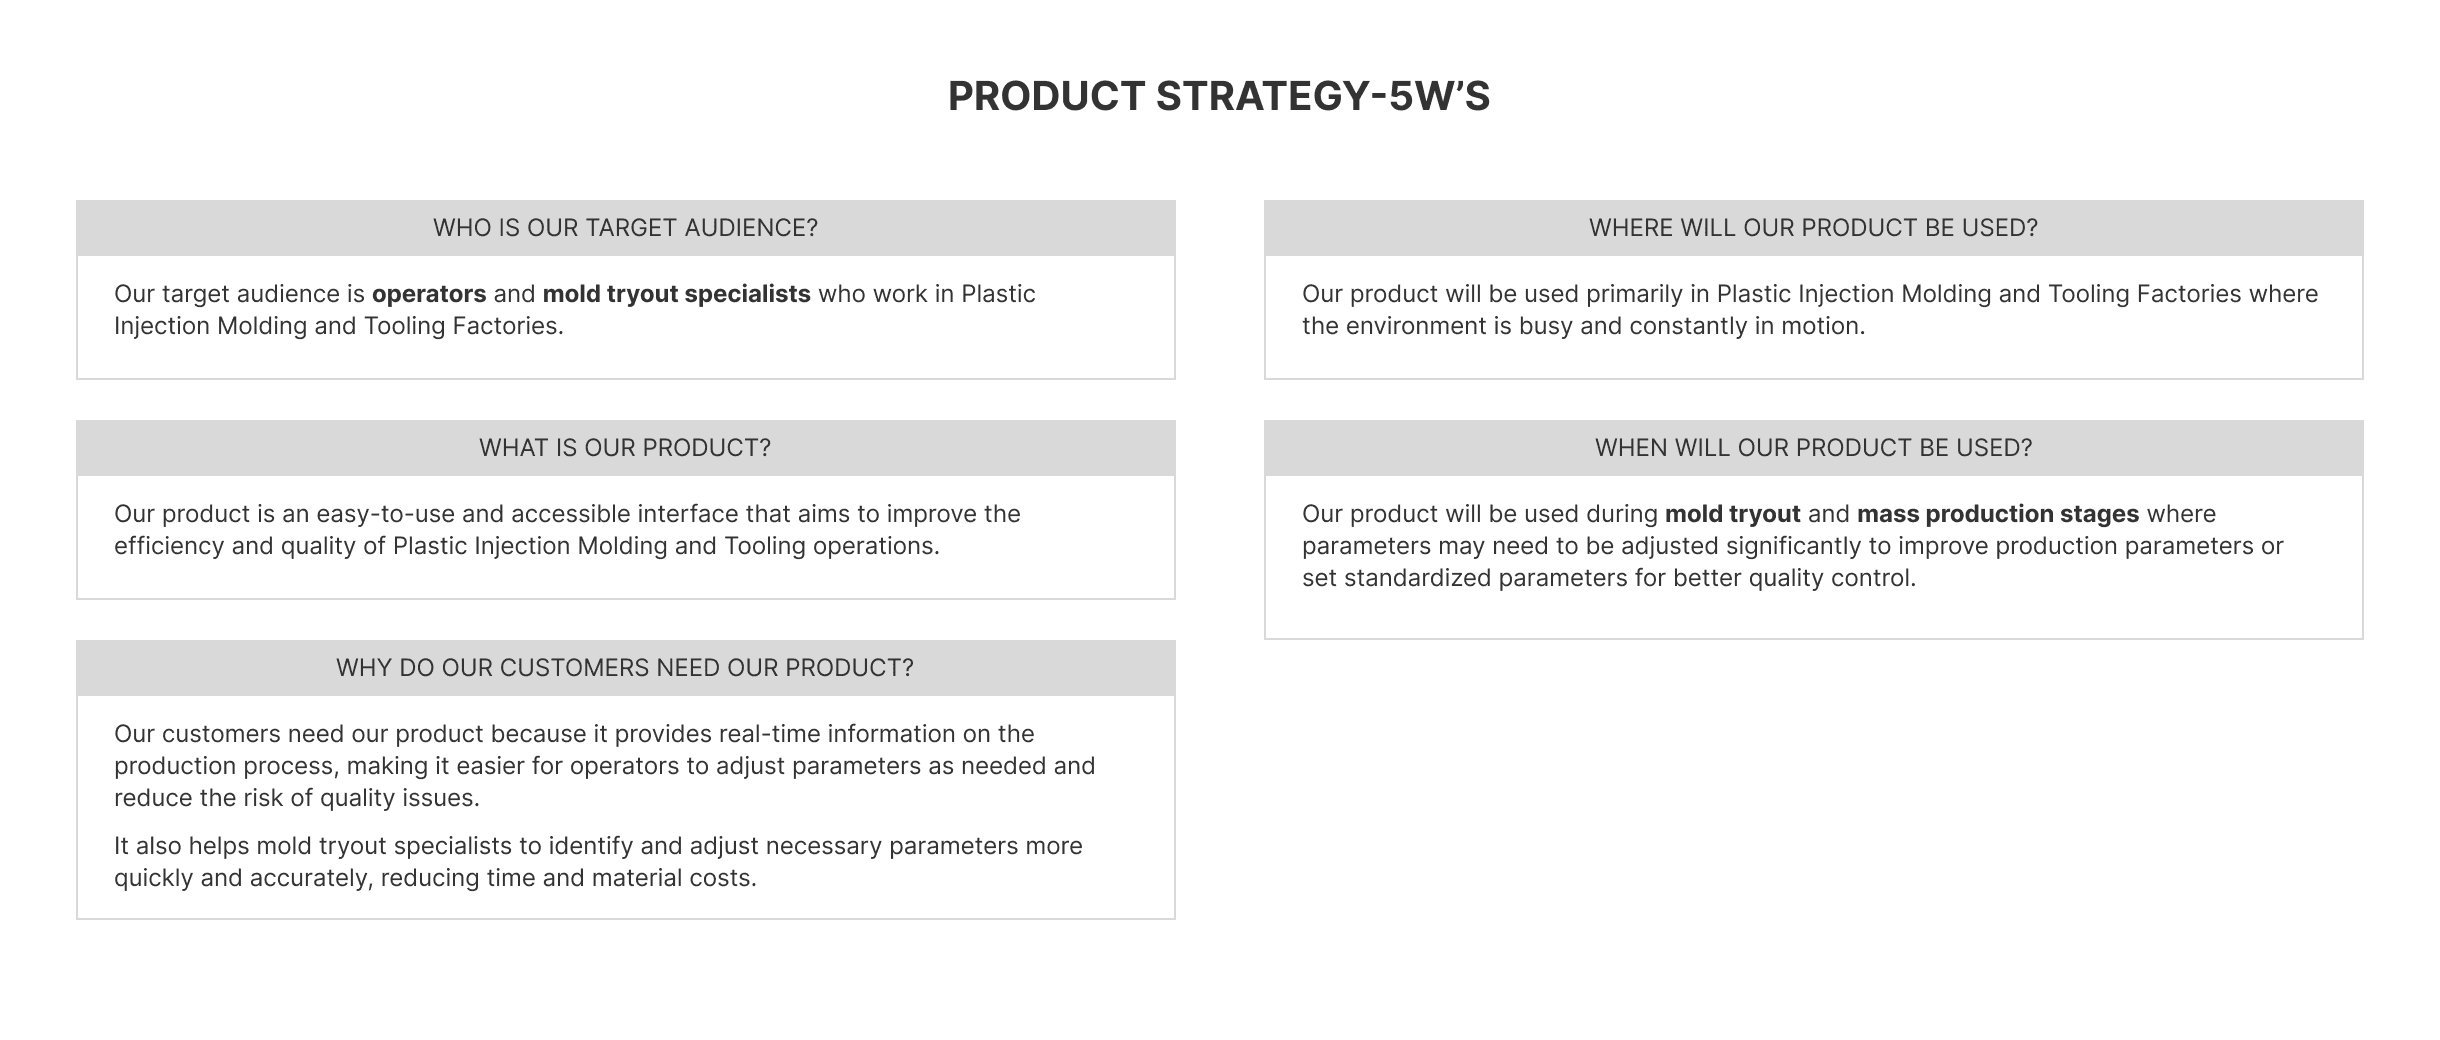 PRODUCT STRATEGY-5W’S
WHO IS OUR TARGET AUDIENCE?
Our target audience is operators and mold tryout specialists who work in Plastic
Injection Molding and Tooling Factories.
WHAT IS OUR PRODUCT?
Our product is an easy-to-use and accessible interface that aims to improve the
efficiency and quality of Plastic Injection Molding and Tooling operations.
WHY DO OUR CUSTOMERS NEED OUR PRODUCT?
Our customers need our product because it provides real-time information on the
production process, making it easier for operators to adjust parameters as needed and
reduce the risk of quality issues.
It also helps mold tryout specialists to identify and adjust necessary parameters more
quickly and accurately, reducing time and material costs.
WHERE WILL OUR PRODUCT BE USED?
Our product will be used primarily in Plastic Injection Molding and Tooling Factories where
the environment is busy and constantly in motion.
WHEN WILL OUR PRODUCT BE USED?
Our product will be used during mold tryout and mass production stages where
parameters may need to be adjusted significantly to improve production parameters or
set standardized parameters for better quality control.